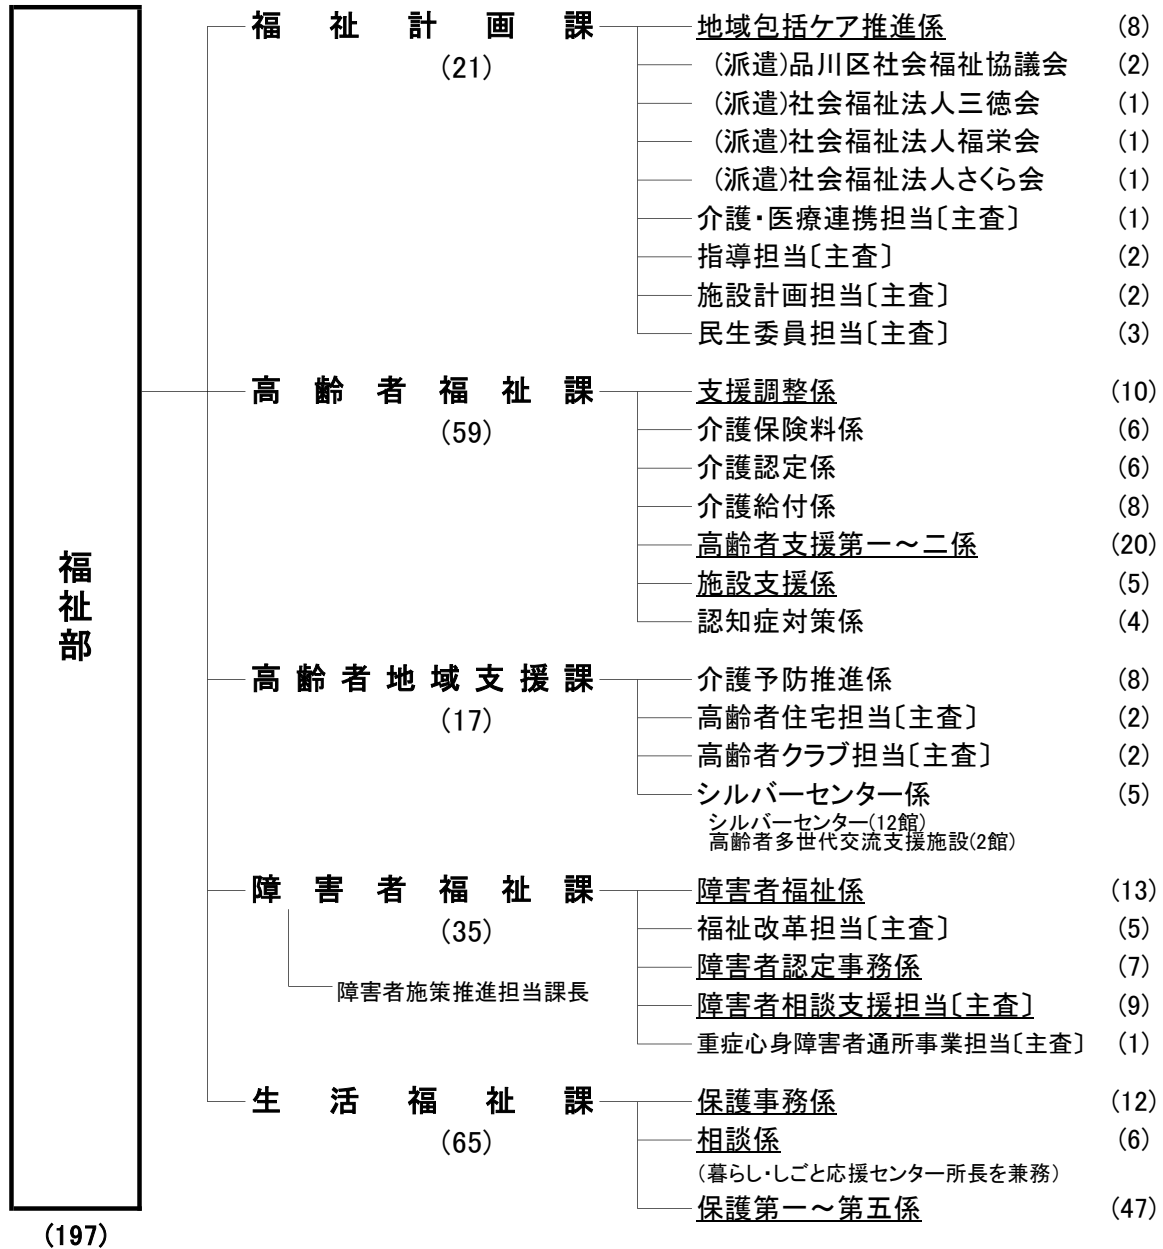 福祉部
(197)
福祉計画課
(21)
地域包括ケア推進係 (8)
(派遣)品川区社会福祉協議会 (2)
(派遣)社会福祉法人三徳会 (1)
(派遣)社会福祉法人福栄会 (1)
(派遣)社会福祉法人さくら会 (1)
介護・医療連携担当〔主査〕 (1)
指導担当〔主査〕 (2)
施設計画担当〔主査〕 (2)
民生委員担当〔主査〕 (3)
高齢者福祉課
(59)
支援調整係 (10)
介護保険料係 (6)
介護認定係 (6)
介護給付係 (8)
高齢者支援第一～二係 (20)
施設支援係 (5)
認知症対策係 (4)
高齢者地域支援課
(17)
介護予防推進係 (8)
高齢者住宅担当〔主査〕 (2)
高齢者クラブ担当〔主査〕 (2)
シルバーセンター係 (5)
シルバーセンター(12館)
高齢者多世代交流支援施設(2館)
障害者福祉課
(35)
障害者施策推進担当課長
障害者福祉係 (13)
福祉改革担当〔主査〕 (5)
障害者認定事務係 (7)
障害者相談支援担当〔主査〕 (9)
重症心身障害者通所事業担当〔主査〕 (1)
生活福祉課
(65)
保護事務係 (12)
相談係 (6)
(暮らし・しごと応援センター所長を兼務)
保護第一～第五係 (47)